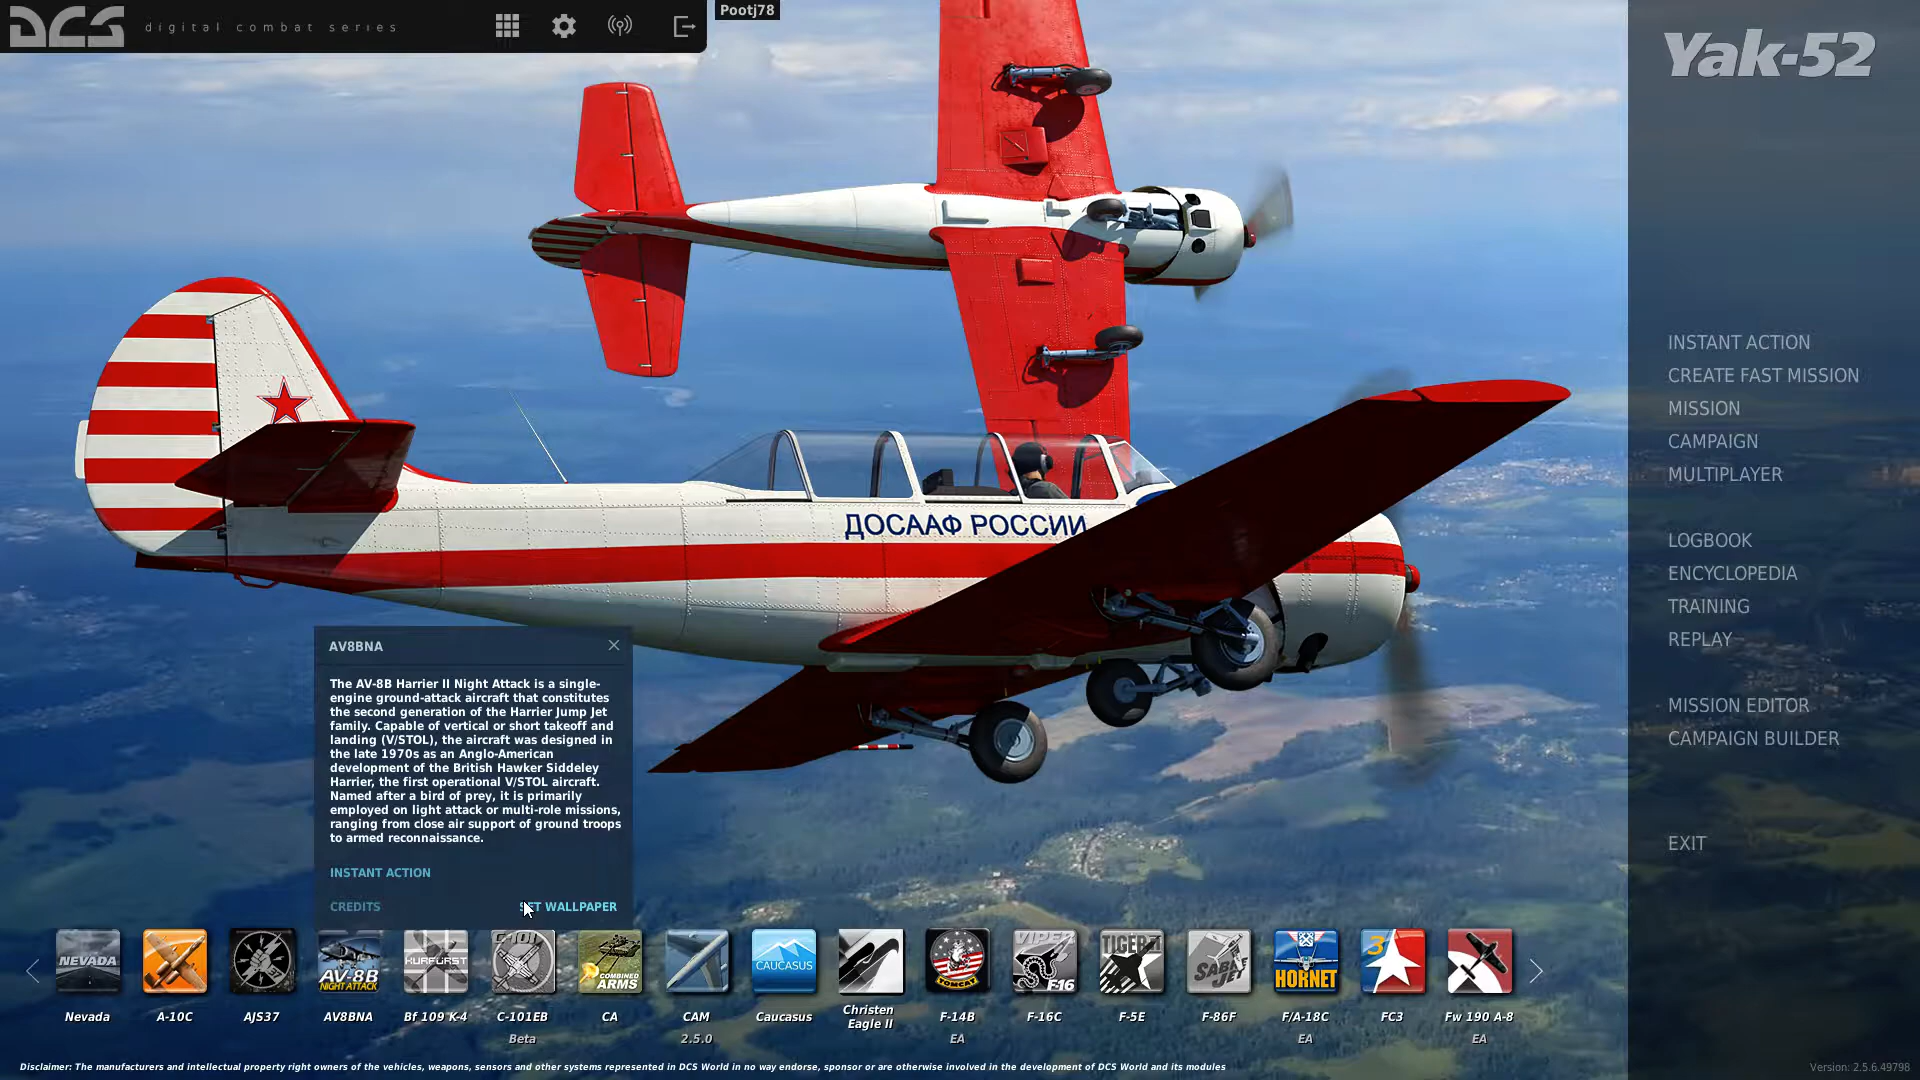 DCS digital combat series
Pootj78
Yak-52
INSTANT ACTION
CREATE FAST MISSION
MISSION
CAMPAIGN
MULTIPLAYER
LOGBOOK
ENCYCLOPEDIA
TRAINING
REPLAY
MISSION EDITOR
CAMPAIGN BUILDER
EXIT
ДОСААФ РОССИИ
AV8BNA
The AV-8B Harrier II Night Attack is a single-
engine ground-attack aircraft that constitutes
the second generation of the Harrier Jump Jet
family. Capable of vertical or short takeoff and
landing (V/STOL), the aircraft was designed in
the late 1970s as an Anglo-American
development of the British Hawker Siddeley
Harrier, the first operational V/STOL aircraft.
Named after a bird of prey, it is primarily
employed on light attack or multi-role missions,
ranging from close air support of ground troops
to armed reconnaissance.
INSTANT ACTION
CREDITS SET WALLPAPER
NEVADA
AV-8B
NIGHT ATTACK
KURFÜRST
C-101
COMBINED
ARMS
CAUCASUS
TOMCAT
VIPER
F-16
TIGER II
SABRE
JET
HORNET
3
Nevada
A-10C
AJS37
AV8BNA
Bf 109 K-4
C-101EB
Beta
CA
CAM
2.5.0
Caucasus
Christen
Eagle II
F-14B
EA
F-16C
F-5E
F-86F
F/A-18C
EA
FC3
Fw 190 A-8
EA
Disclaimer: The manufacturers and intellectual property right owners of the vehicles, weapons, sensors and other systems represented in DCS World in no way endorse, sponsor or are otherwise involved in the development of DCS World and its modules
Version: 2.5.6.49798